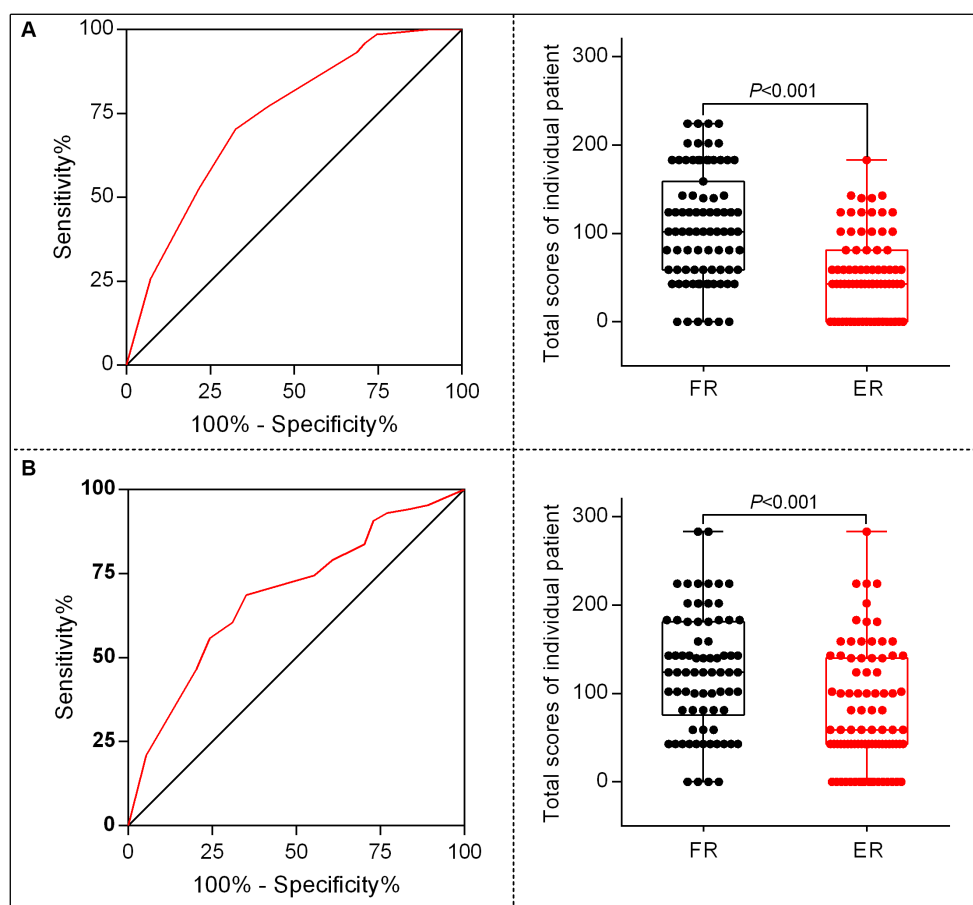 A
100
75
50
25
0
Sensitivity%
0 25 50 75 100
100% - Specificity%
300
200
100
0
Total scores of individual patient
P<0.001
FR ER
B
100
75
50
25
0
Sensitivity%
0 25 50 75 100
100% - Specificity%
300
200
100
0
Total scores of individual patient
P<0.001
FR ER